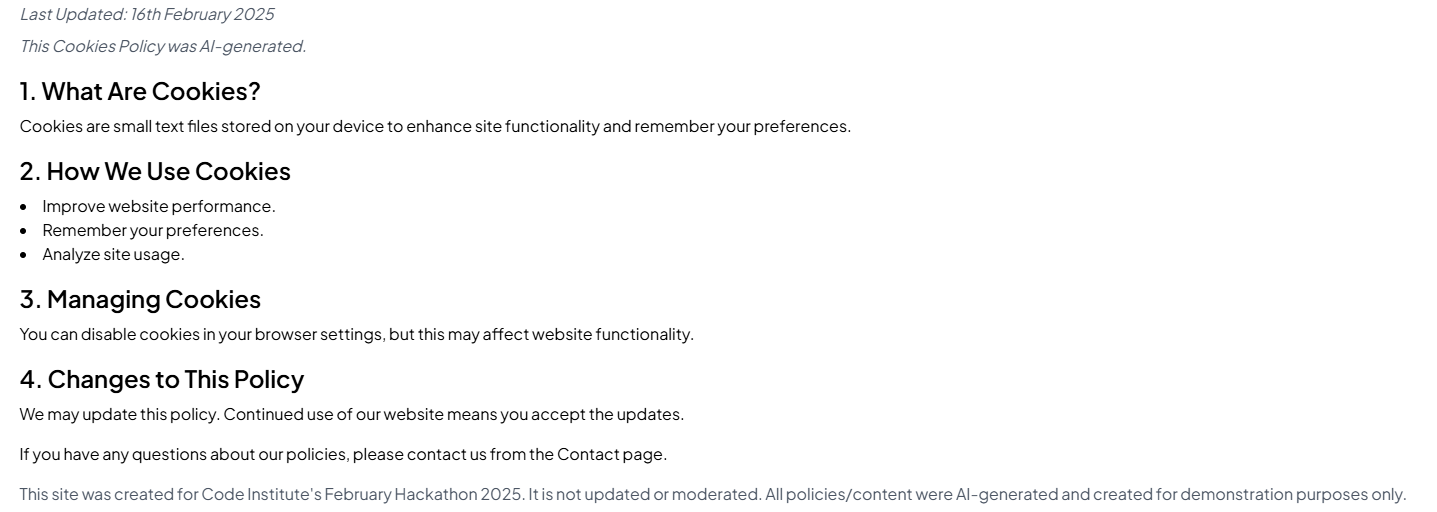 Last Updated: 16th February 2025
This Cookies Policy was AI-generated.
1. What Are Cookies?
Cookies are small text files stored on your device to enhance site functionality and remember your preferences.
2. How We Use Cookies
• Improve website performance.
• Remember your preferences.
• Analyze site usage.
3. Managing Cookies
You can disable cookies in your browser settings, but this may affect website functionality.
4. Changes to This Policy
We may update this policy. Continued use of our website means you accept the updates.
If you have any questions about our policies, please contact us from the Contact page.
This site was created for Code Institute's February Hackathon 2025. It is not updated or moderated. All policies/content were AI-generated and created for demonstration purposes only.